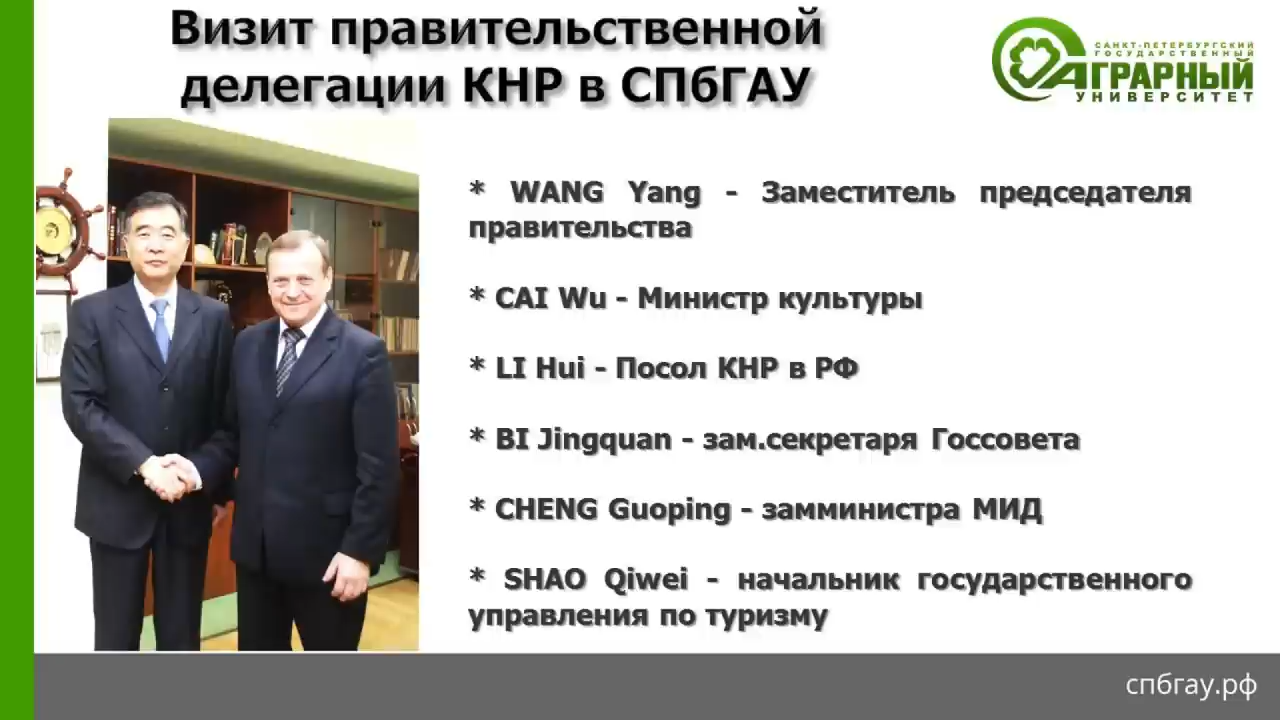 Визит правительственной
делегации КНР в СПбГАУ
САНКТ-ПЕТЕРБУРГСКИЙ
ГОСУДАРСТВЕННЫЙ
АГРАРНЫЙ
УНИВЕРСИТЕТ
* WANG Yang - Заместитель председателя
правительства
* CAI Wu - Министр культуры
* LI Hui - Посол КНР в РФ
* BI Jingquan - зам.секретаря Госсовета
* CHENG Guoping - замминистра МИД
* SHAO Qiwei - начальник государственного
управления по туризму
спбгау.рф